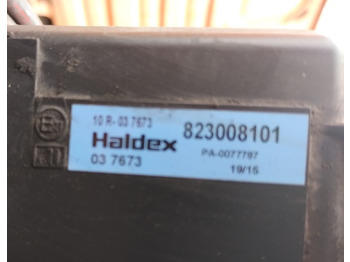 10 R- 03 7673
Haldex 823008101
03 7673 PA-0077797
19/15